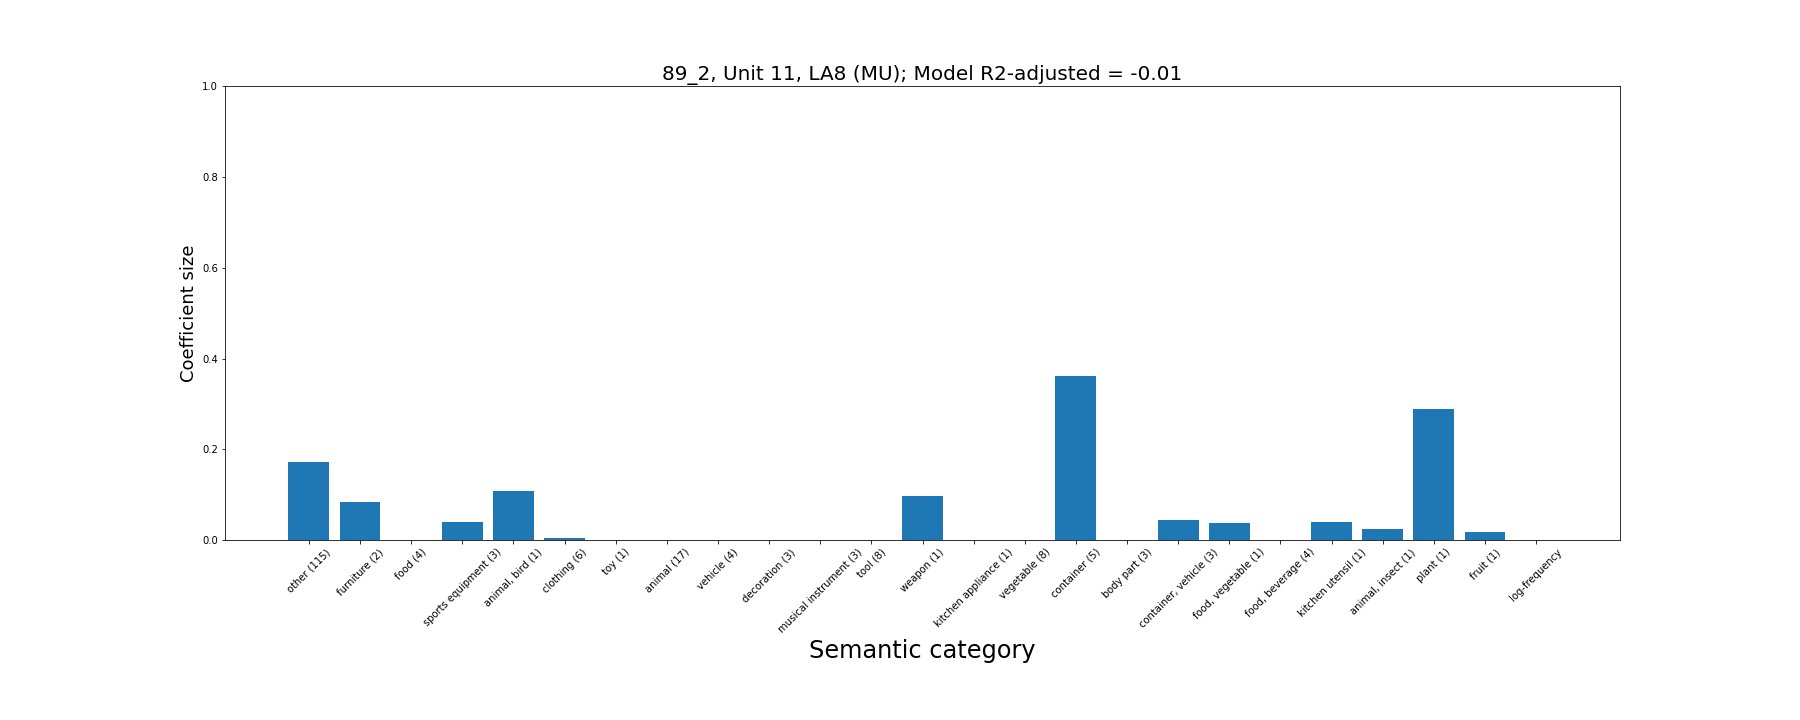 89_2, Unit 11, LA8 (MU); Model R2-adjusted = -0.01
Coefficient size
1.0
0.8
0.6
0.4
0.2
0.0
other (115)
furniture (2)
food (4)
sports equipment (3)
animal, bird (1)
clothing (6)
toy (1)
animal (17)
vehicle (4)
decoration (3)
musical instrument (3)
tool (8)
weapon (1)
kitchen appliance (1)
vegetable (8)
container (5)
body part (3)
container, vehicle (3)
food, vegetable (1)
food, beverage (4)
kitchen utensil (1)
animal, insect (1)
plant (1)
fruit (1)
log-frequency
Semantic category